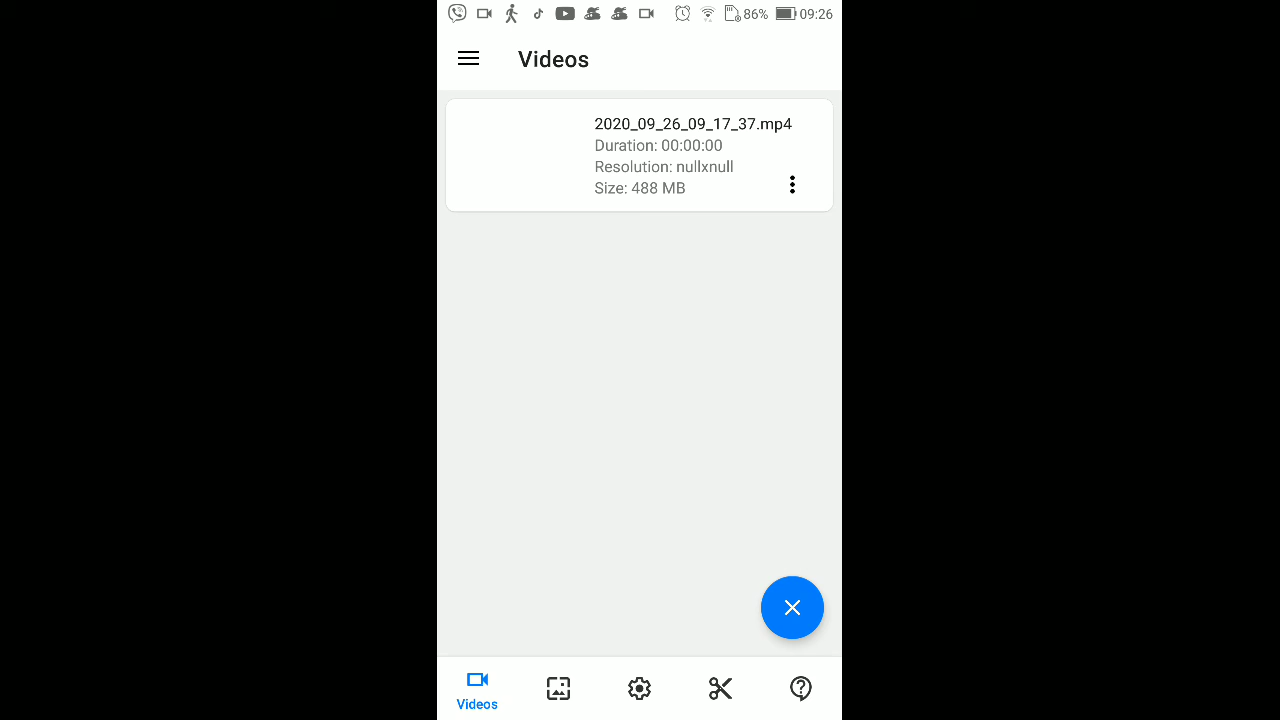 86% 09:26
Videos
2020_09_26_09_17_37.mp4
Duration: 00:00:00
Resolution: nullxnull
Size: 488 MB
Videos